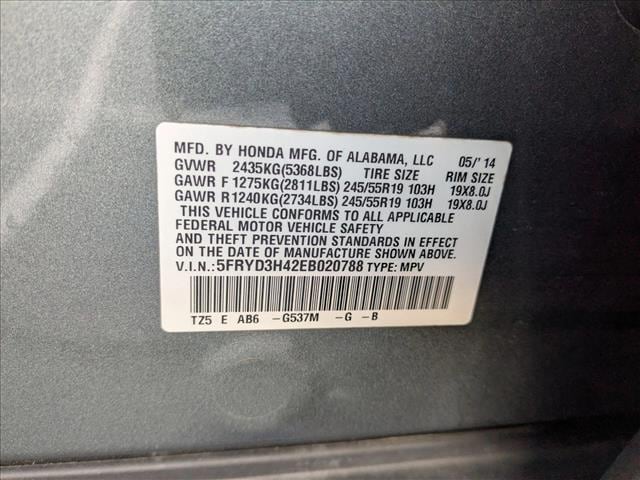 MFD. BY HONDA MFG. OF ALABAMA, LLC 05/'14
GVWR 2435KG(5368LBS) TIRE SIZE RIM SIZE
GAWR F 1275KG(2811LBS) 245/55R19 103H 19X8.0J
GAWR R 1240KG(2734LBS) 245/55R19 103H 19X8.0J
THIS VEHICLE CONFORMS TO ALL APPLICABLE
FEDERAL MOTOR VEHICLE SAFETY
AND THEFT PREVENTION STANDARDS IN EFFECT
ON THE DATE OF MANUFACTURE SHOWN ABOVE.
V.I.N.: 5FRYD3H42EB020788 TYPE: MPV
TZ5 E AB6 -G537M -G -B